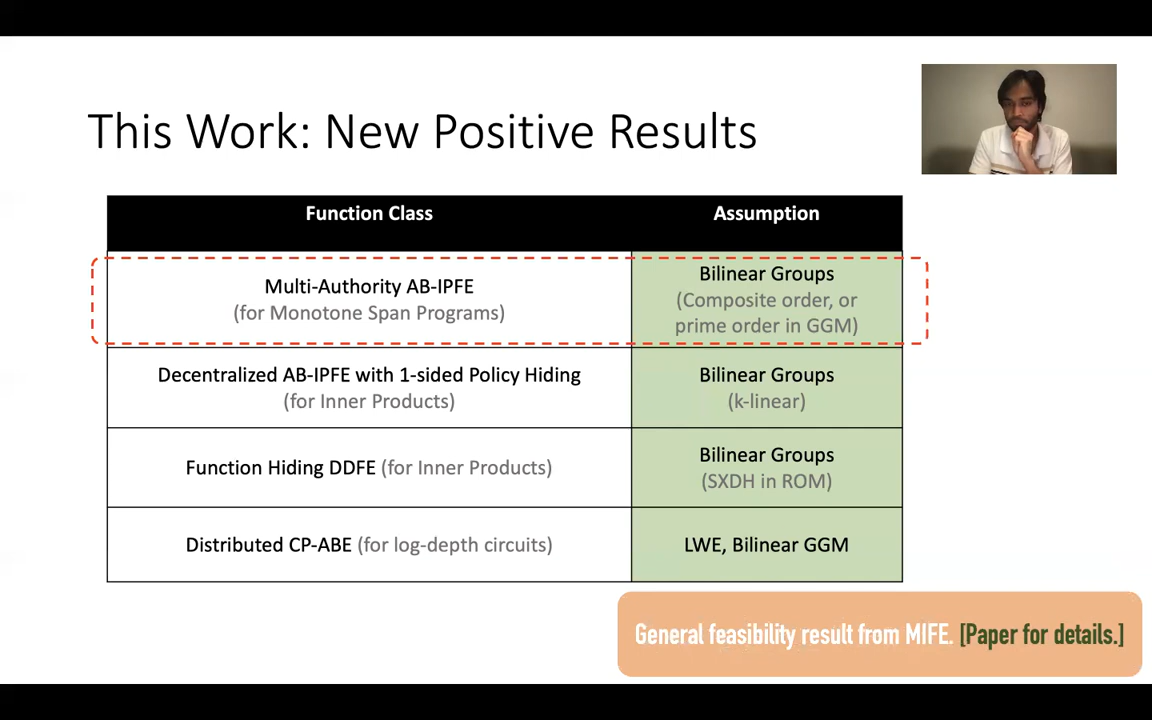 This Work: New Positive Results
Function Class
Assumption
Multi-Authority AB-IPFE
(for Monotone Span Programs)
Bilinear Groups
(Composite order, or
prime order in GGM)
Decentralized AB-IPFE with 1-sided Policy Hiding
(for Inner Products)
Bilinear Groups
(k-linear)
Function Hiding DDFE (for Inner Products)
Bilinear Groups
(SXDH in ROM)
Distributed CP-ABE (for log-depth circuits)
LWE, Bilinear GGM
General feasibility result from MIFE. [Paper for details.]